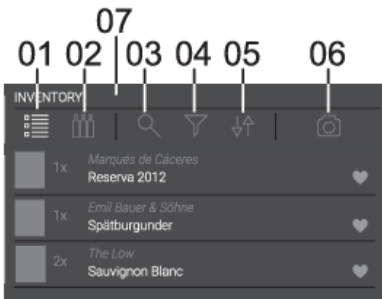 07
01 02 03 04 05 06
INVENTORY
Marqués de Cáceres
1x Reserva 2012
Emil Bauer & Söhne
1x Spätburgunder
The Low
2x Sauvignon Blanc